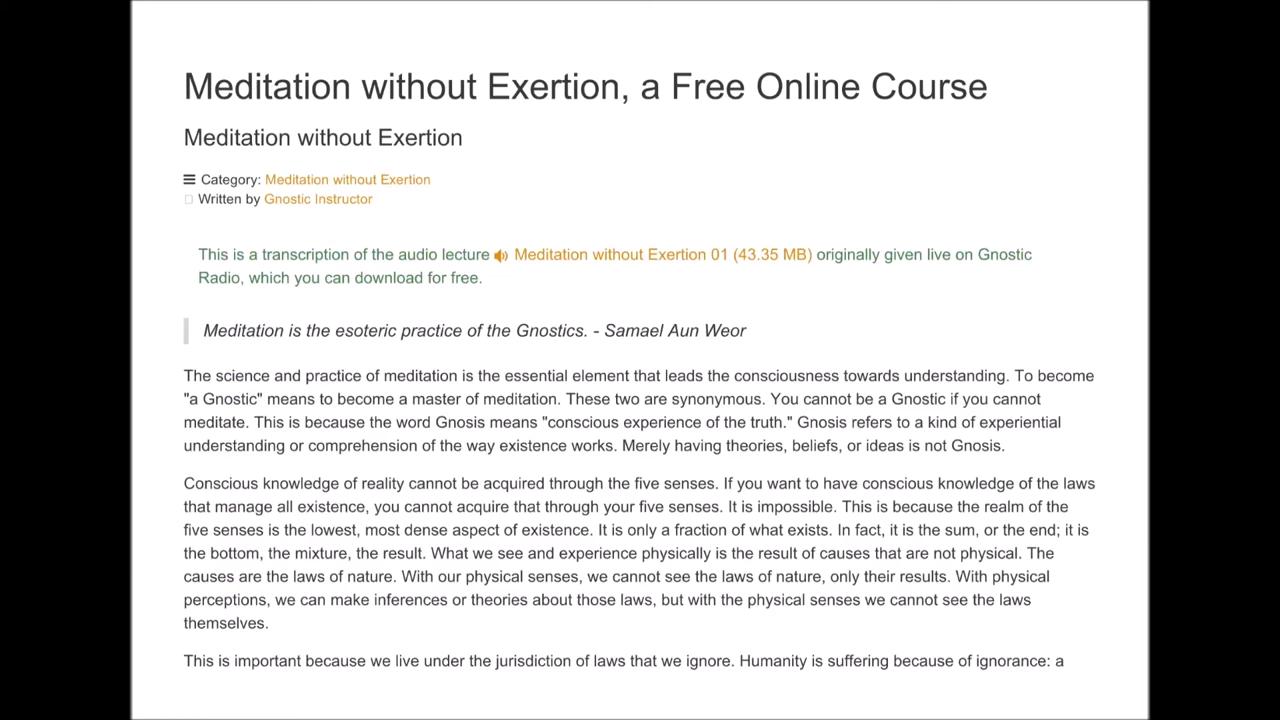 Meditation without Exertion, a Free Online Course
Meditation without Exertion
Category: Meditation without Exertion
Written by Gnostic Instructor
This is a transcription of the audio lecture Meditation without Exertion 01 (43.35 MB) originally given live on Gnostic
Radio, which you can download for free.
Meditation is the esoteric practice of the Gnostics. - Samael Aun Weor
The science and practice of meditation is the essential element that leads the consciousness towards understanding. To become
"a Gnostic" means to become a master of meditation. These two are synonymous. You cannot be a Gnostic if you cannot
meditate. This is because the word Gnosis means "conscious experience of the truth." Gnosis refers to a kind of experiential
understanding or comprehension of the way existence works. Merely having theories, beliefs, or ideas is not Gnosis.
Conscious knowledge of reality cannot be acquired through the five senses. If you want to have conscious knowledge of the laws
that manage all existence, you cannot acquire that through your five senses. It is impossible. This is because the realm of the
five senses is the lowest, most dense aspect of existence. It is only a fraction of what exists. In fact, it is the sum, or the end; it is
the bottom, the mixture, the result. What we see and experience physically is the result of causes that are not physical. The
causes are the laws of nature. With our physical senses, we cannot see the laws of nature, only their results. With physical
perceptions, we can make inferences or theories about those laws, but with the physical senses we cannot see the laws
themselves.
This is important because we live under the jurisdiction of laws that we ignore. Humanity is suffering because of ignorance: a